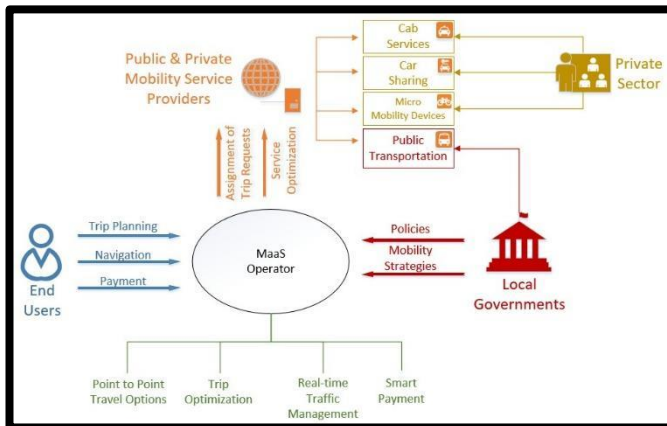 Public & Private
Mobility Service
Providers
Cab
Services
Car
Sharing
Micro
Mobility Devices
Public
Transportation
Private
Sector
Assignment of
Trip Requests
Service
Optimization
Trip Planning
Navigation
Payment
End
Users
MaaS
Operator
Policies
Mobility
Strategies
Local
Governments
Point to Point
Travel Options
Trip
Optimization
Real-time
Traffic
Management
Smart
Payment